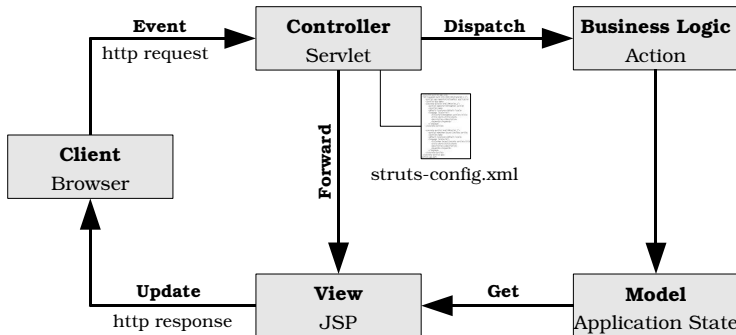 Event
http request
Controller
Servlet
Dispatch
Business Logic
Action
struts-config.xml
Forward
Client
Browser
Update
http response
View
JSP
Get
Model
Application State